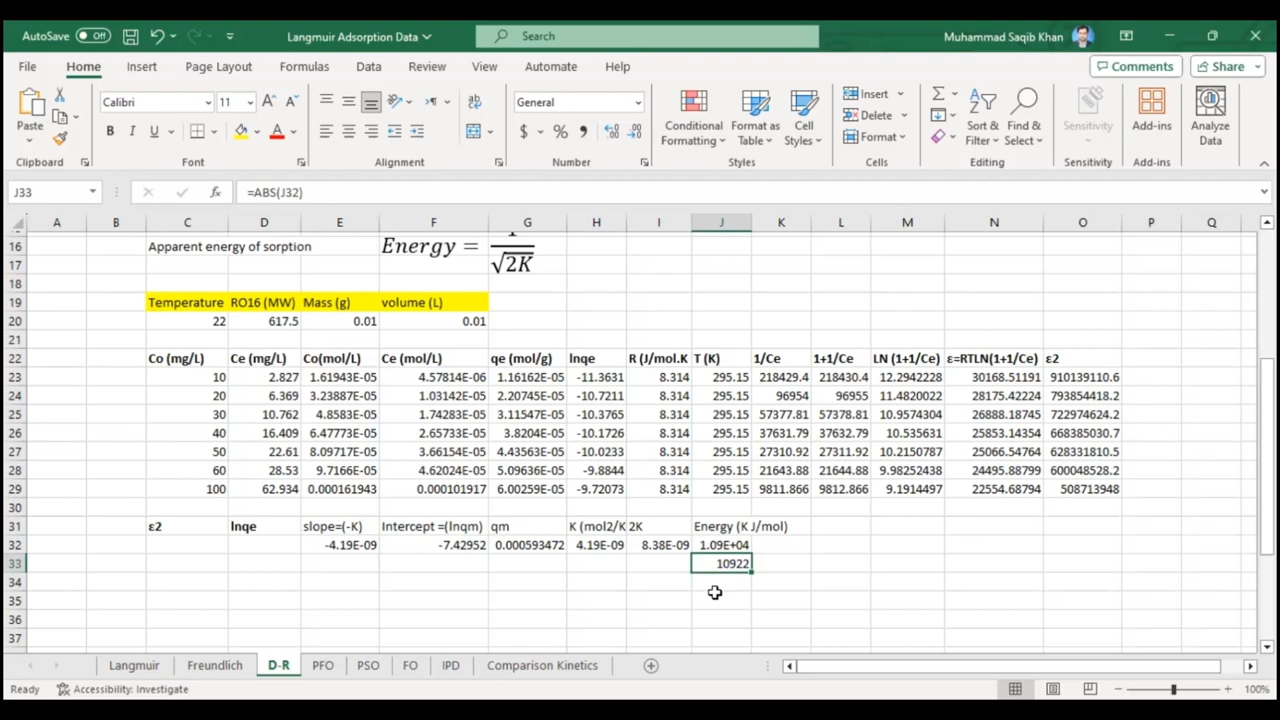 AutoSave Off Langmuir Adsorption Data Search Muhammad Saqib Khan
File Home Insert Page Layout Formulas Data Review View Automate Help Comments Share
Calibri 11 General Insert Delete Format
Paste B I U $ % Conditional Formatting Format as Table Cell Styles Sort & Filter Find & Select Sensitivity Add-ins Analyze Data
Clipboard Font Alignment Number Styles Cells Editing Sensitivity Add-ins
J33 fx =ABS(J32)
A B C D E F G H I J K L M N O P Q
16 Apparent energy of sorption Energy = 1/√2K
17
18
19 Temperature RO16 (MW) Mass (g) volume (L)
20 22 617.5 0.01 0.01
21
22 Co (mg/L) Ce (mg/L) Co(mol/L) Ce (mol/L) qe (mol/g) lnqe R (J/mol.K T (K) 1/Ce 1+1/Ce LN (1+1/Ce) ε=RTLN(1+1/Ce) ε2
23 10 2.827 1.61943E-05 4.57814E-06 1.16162E-05 -11.3631 8.314 295.15 218429.4 218430.4 12.2942228 30168.51191 910139110.6
24 20 6.369 3.23887E-05 1.03142E-05 2.20745E-05 -10.7211 8.314 295.15 96954 96955 11.4820022 28175.42224 793854418.2
25 30 10.762 4.8583E-05 1.74283E-05 3.11547E-05 -10.3765 8.314 295.15 57377.81 57378.81 10.9574304 26888.18745 722974624.2
26 40 16.409 6.47773E-05 2.65733E-05 3.8204E-05 -10.1726 8.314 295.15 37631.79 37632.79 10.535631 25853.14354 668385030.7
27 50 22.61 8.09717E-05 3.66154E-05 4.43563E-05 -10.0233 8.314 295.15 27310.92 27311.92 10.2150787 25066.54764 628331810.5
28 60 28.53 9.7166E-05 4.62024E-05 5.09636E-05 -9.8844 8.314 295.15 21643.88 21644.88 9.98252438 24495.88799 600048528.2
29 100 62.934 0.000161943 0.000101917 6.00259E-05 -9.72073 8.314 295.15 9811.866 9812.866 9.1914497 22554.68794 508713948
30
31 ε2 lnqe slope=(-K) Intercept =(lnqm) qm K (mol2/K 2K Energy (K J/mol)
32 -4.19E-09 -7.42952 0.000593472 4.19E-09 8.38E-09 1.09E+04
33 10922
34
35
36
37
Langmuir Freundlich D-R PFO PSO FO IPD Comparison Kinetics
Ready Accessibility: Investigate 100%